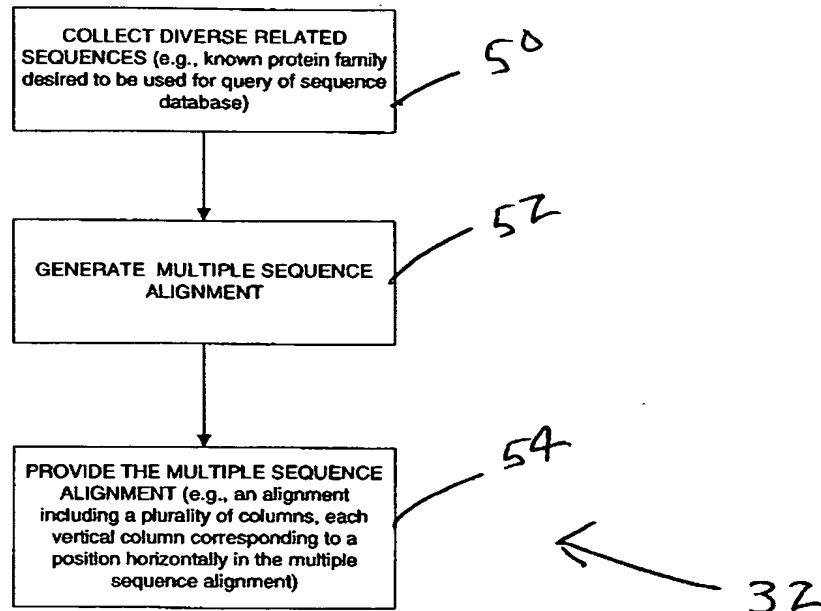 COLLECT DIVERSE RELATED
SEQUENCES (e.g., known protein family
desired to be used for query of sequence
database)
50
GENERATE MULTIPLE SEQUENCE
ALIGNMENT
52
PROVIDE THE MULTIPLE SEQUENCE
ALIGNMENT (e.g., an alignment
including a plurality of columns, each
vertical column corresponding to a
position horizontally in the multiple
sequence alignment)
54
32